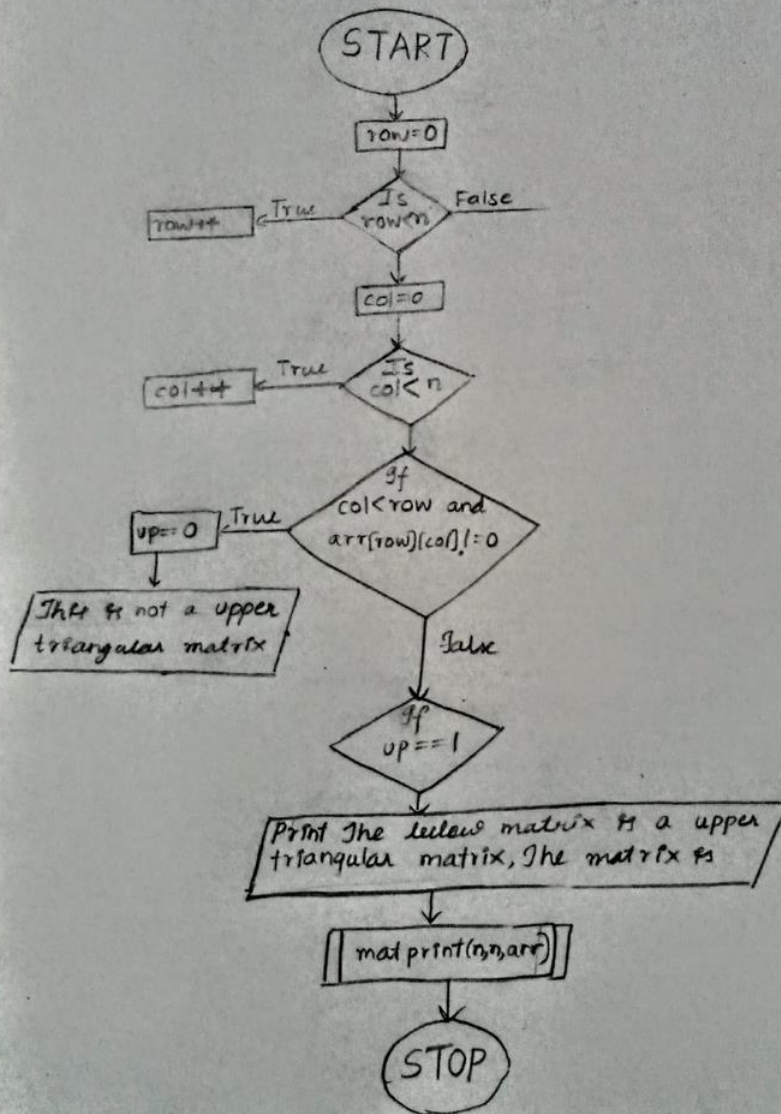 START
row=0
Is
row<n
True
False
row++
col=0
Is
col<n
True
col++
If
col<row and
arr[row][col]!=0
True
up==0
This is not a upper
triangular matrix
False
If
up==1
Print The below matrix is a upper
triangular matrix, The matrix is
matprint(n,n,arr)
STOP